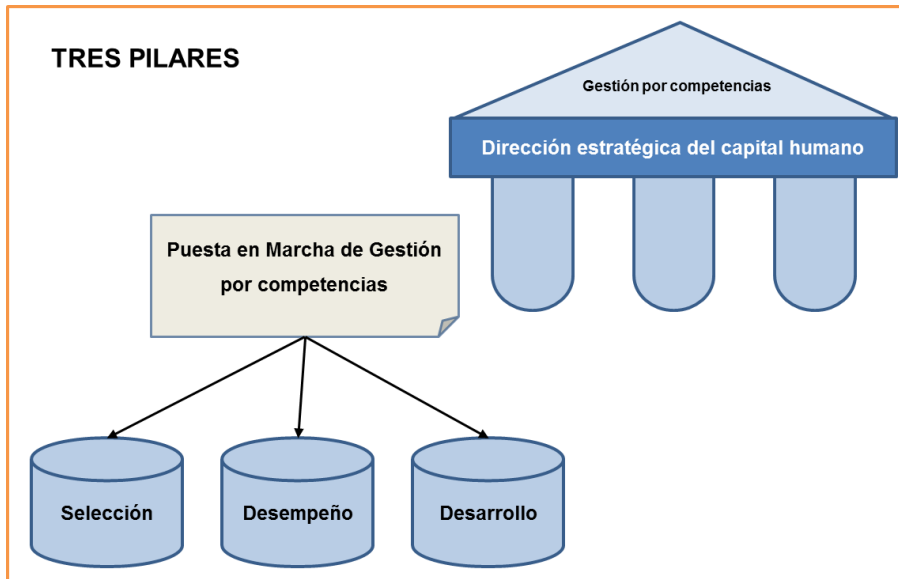 TRES PILARES
Gestión por competencias
Dirección estratégica del capital humano
Puesta en Marcha de Gestión
por competencias
Selección
Desempeño
Desarrollo